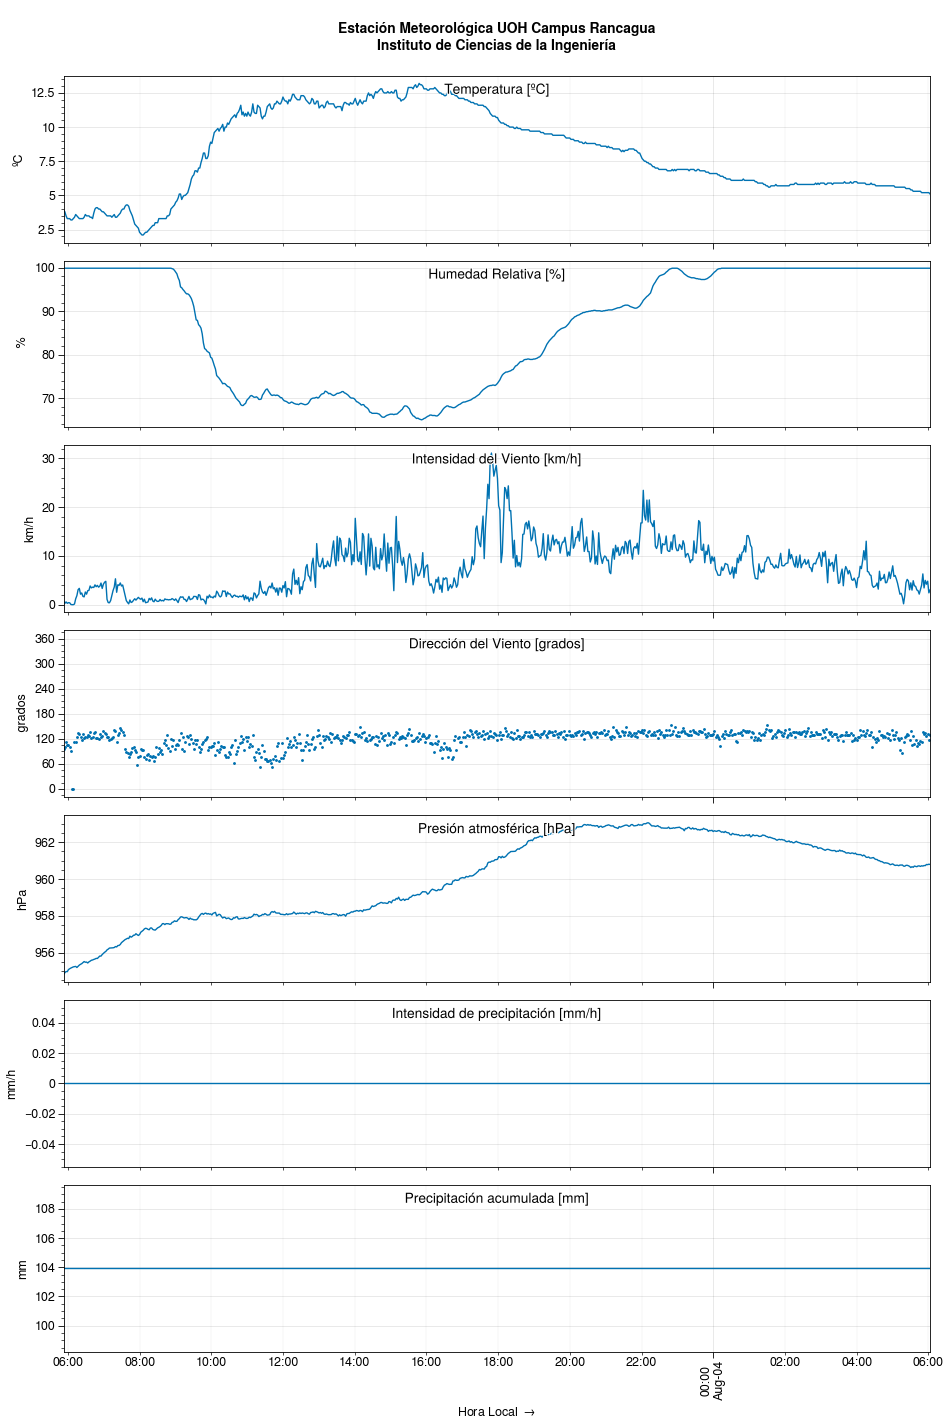 Estación Meteorológica UOH Campus Rancagua
Instituto de Ciencias de la Ingeniería
Temperatura [ºC]
12.5
10
7.5
5
2.5
ºC
Humedad Relativa [%]
100
90
80
70
%
Intensidad del Viento [km/h]
30
20
10
0
km/h
Dirección del Viento [grados]
360
300
240
180
120
60
0
grados
Presión atmosférica [hPa]
962
960
958
956
hPa
Intensidad de precipitación [mm/h]
0.04
0.02
0
−0.02
−0.04
mm/h
Precipitación acumulada [mm]
108
106
104
102
100
mm
06:00 08:00 10:00 12:00 14:00 16:00 18:00 20:00 22:00 00:00 02:00 04:00 06:00
Aug-04
Hora Local →